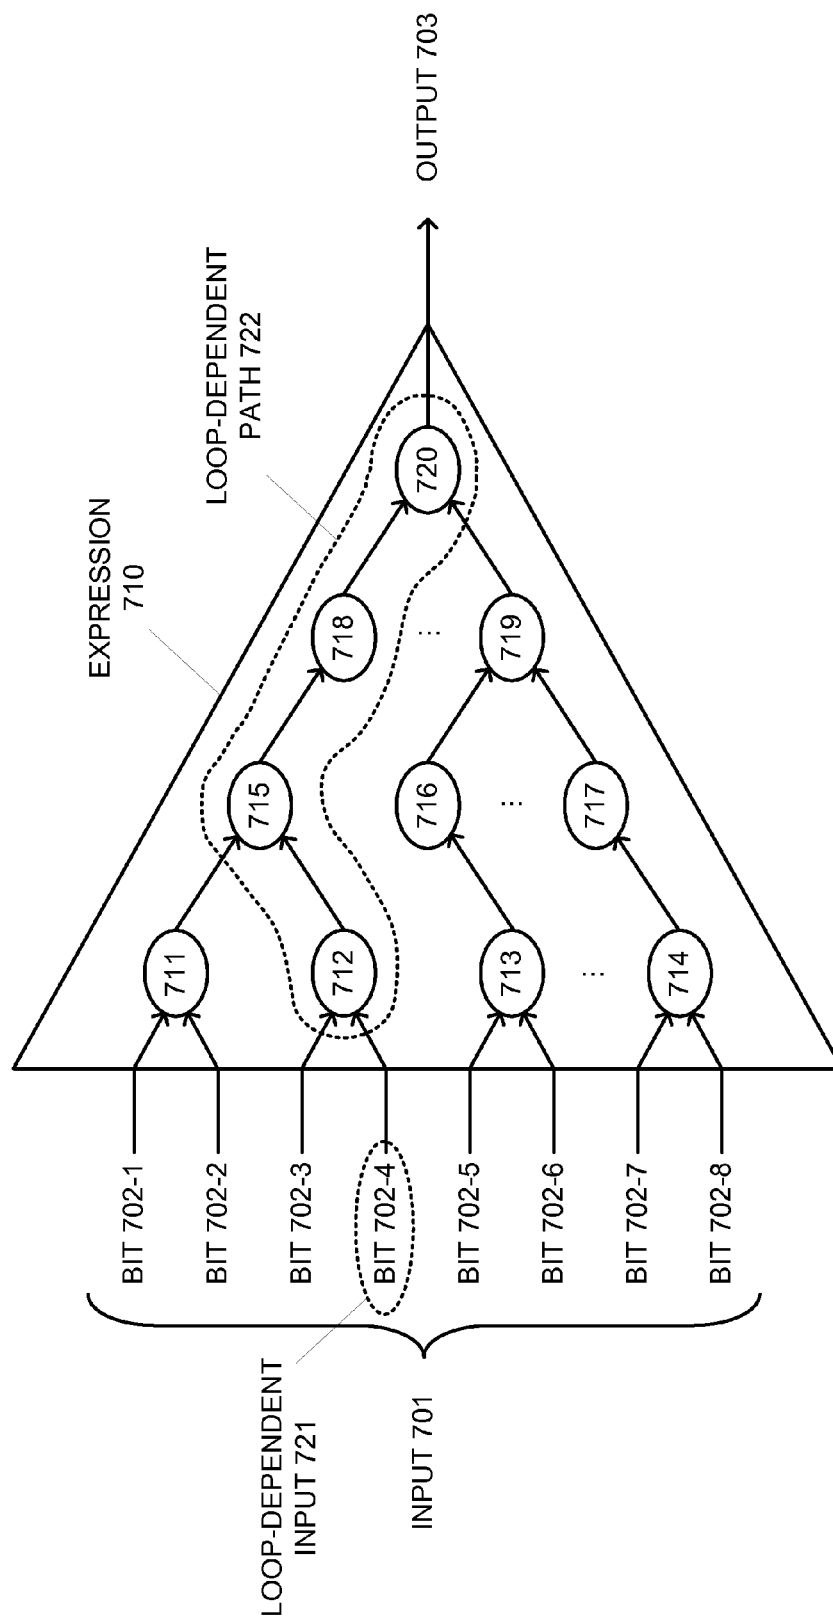 EXPRESSION
710
LOOP-DEPENDENT
PATH 722
LOOP-DEPENDENT
INPUT 721
INPUT 701
BIT 702-1
BIT 702-2
BIT 702-3
BIT 702-4
BIT 702-5
BIT 702-6
BIT 702-7
BIT 702-8
711
712
713
...
714
715
716
...
717
718
...
719
720
OUTPUT 703